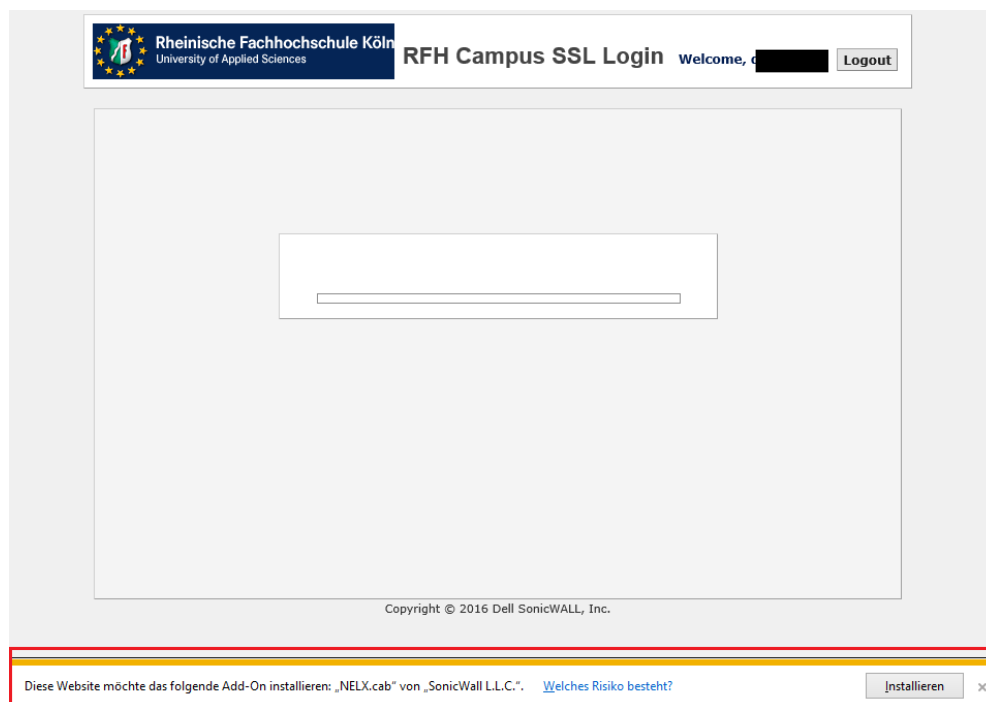 Rheinische Fachhochschule Köln
University of Applied Sciences
RFH Campus SSL Login
Welcome,
Logout
Copyright © 2016 Dell SonicWALL, Inc.
Diese Website möchte das folgende Add-On installieren: „NELX.cab" von „SonicWall L.L.C.". Welches Risiko besteht? Installieren ×